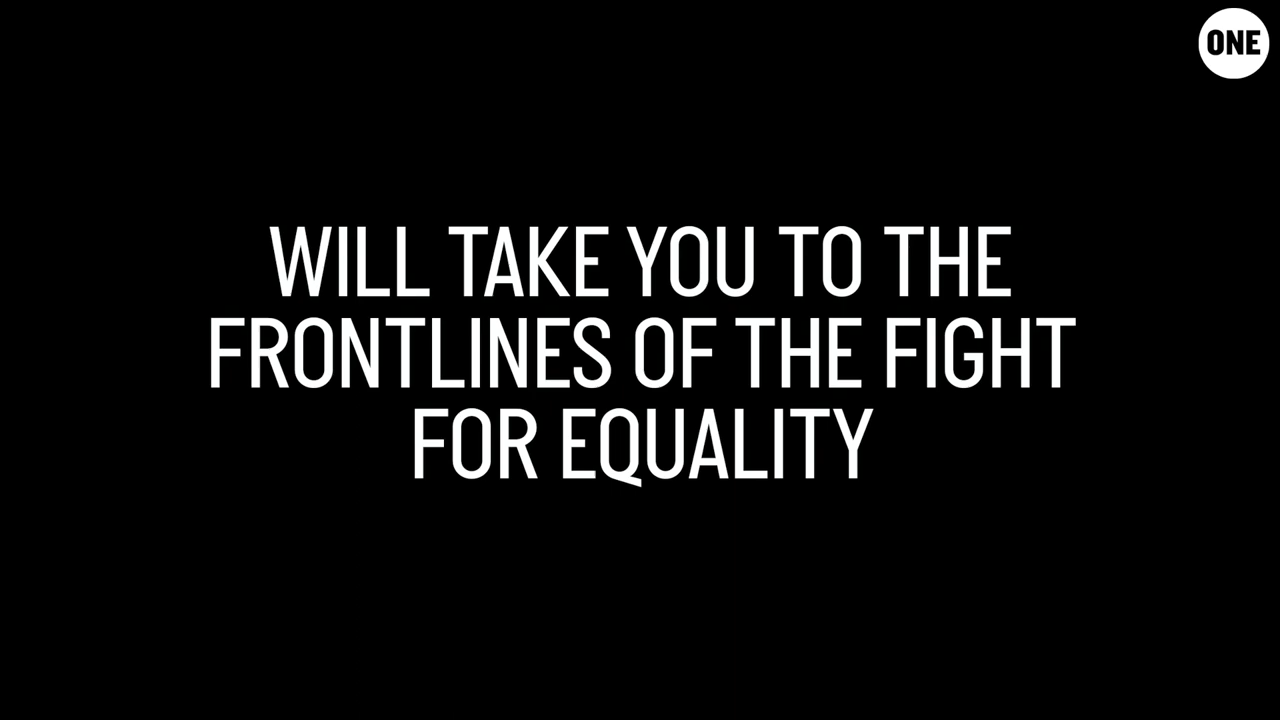 ONE
WILL TAKE YOU TO THE
FRONTLINES OF THE FIGHT
FOR EQUALITY